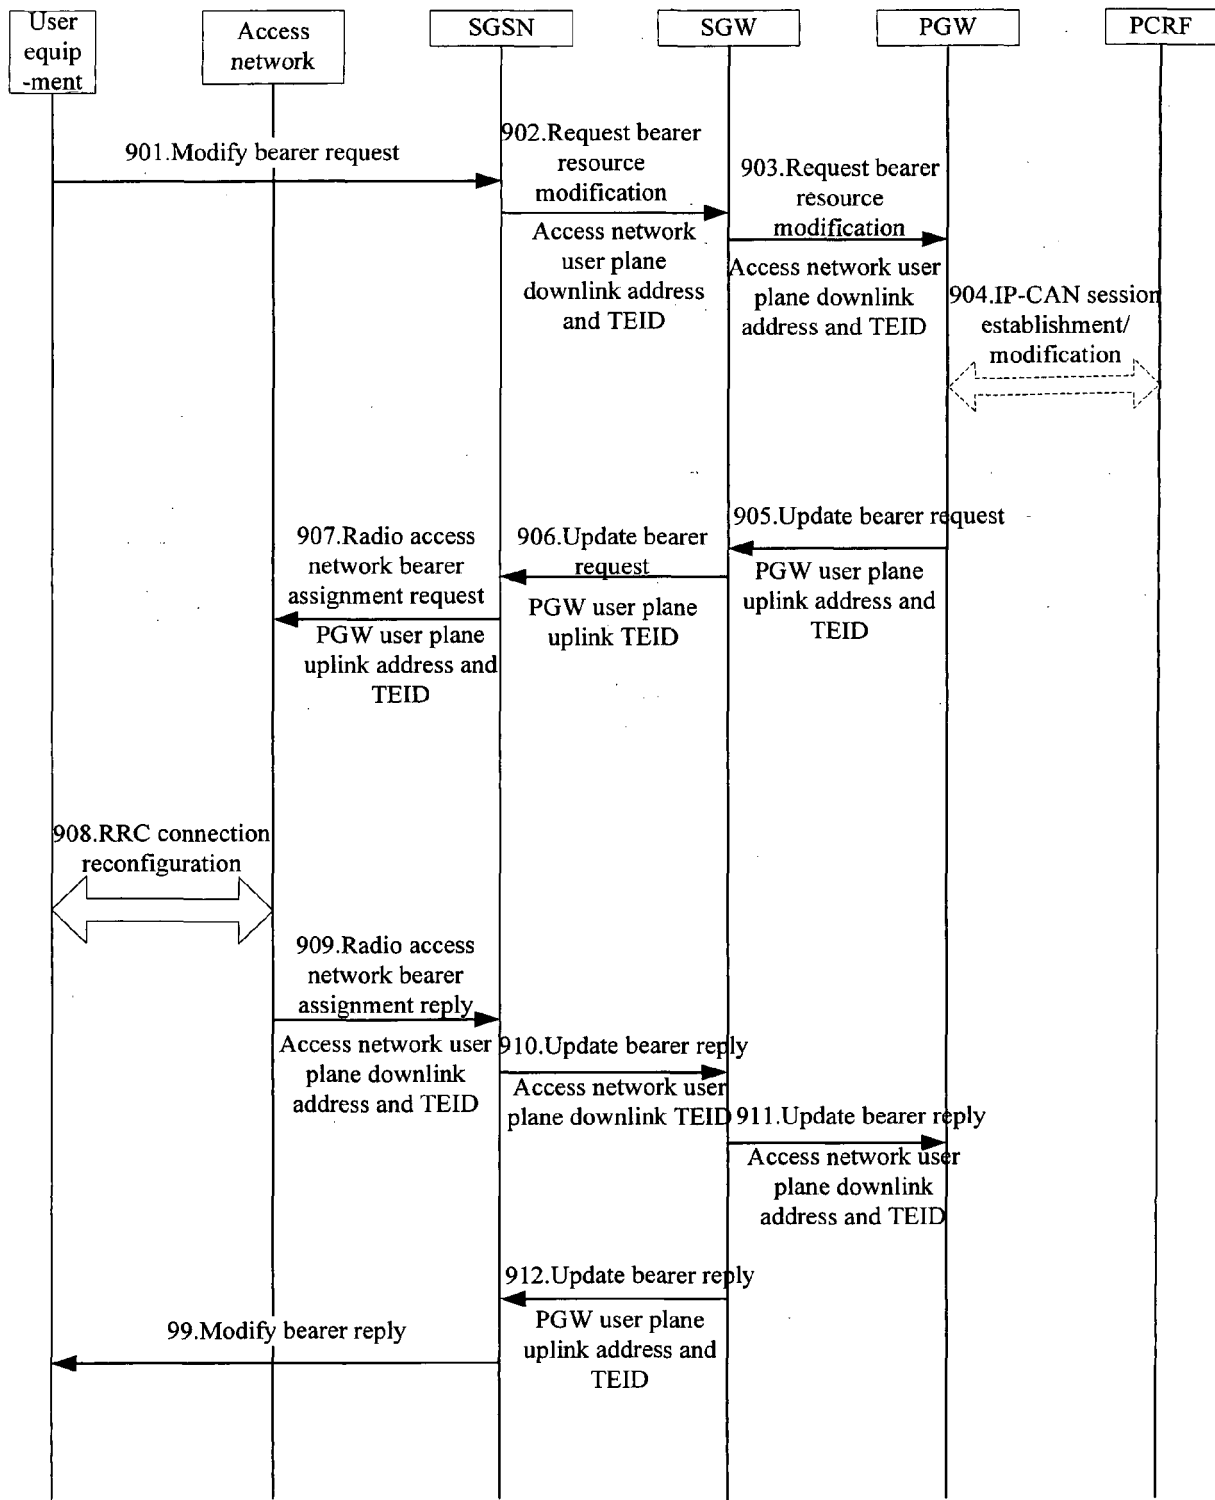 User
equip
-ment
Access
network
SGSN
SGW
PGW
PCRF
901.Modify bearer request
902.Request bearer
resource
modification
Access network
user plane
downlink address
and TEID
903.Request bearer
resource
modification
Access network user
plane downlink
address and TEID
904.IP-CAN session
establishment/
modification
905.Update bearer request
PGW user plane
uplink address and
TEID
906.Update bearer
request
PGW user plane
uplink TEID
907.Radio access
network bearer
assignment request
PGW user plane
uplink address and
TEID
908.RRC connection
reconfiguration
909.Radio access
network bearer
assignment reply
Access network user
plane downlink
address and TEID
910.Update bearer reply
Access network user
plane downlink TEID
911.Update bearer reply
Access network user
plane downlink
address and TEID
912.Update bearer reply
PGW user plane
uplink address and
TEID
99.Modify bearer reply